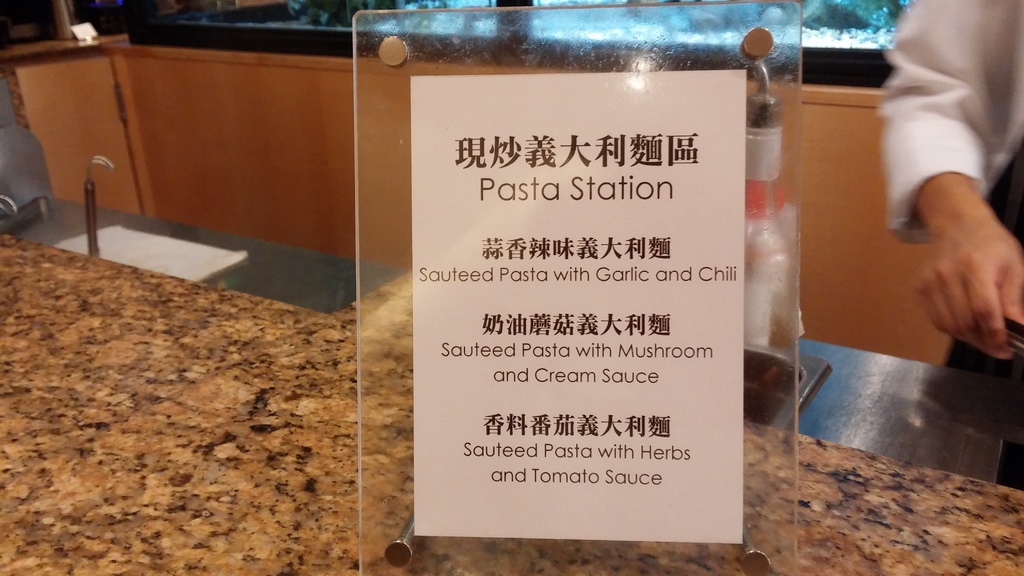 現炒義大利麵區
Pasta Station
蒜香辣味義大利麵
Sauteed Pasta with Garlic and Chili
奶油蘑菇義大利麵
Sauteed Pasta with Mushroom
and Cream Sauce
香料番茄義大利麵
Sauteed Pasta with Herbs
and Tomato Sauce